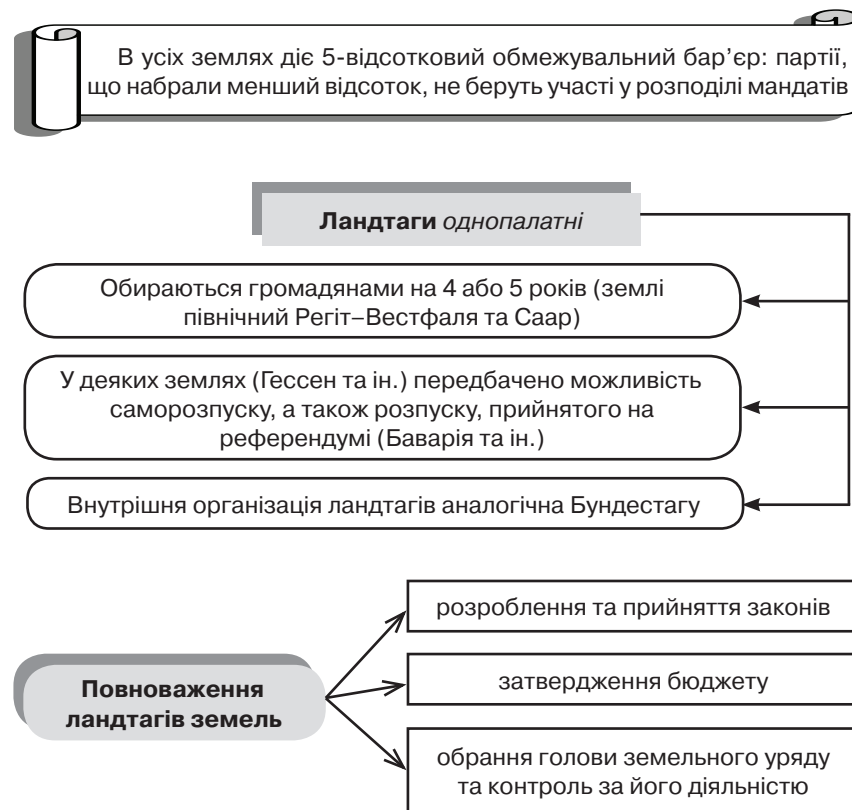 В усіх землях діє 5-відсотковий обмежувальний бар’єр: партії,
що набрали менший відсоток, не беруть участі у розподілі мандатів
Ландтаги однопалатні
Обираються громадянами на 4 або 5 років (землі
північний Регіт–Вестфаля та Саар)
У деяких землях (Гессен та ін.) передбачено можливість
саморозпуску, а також розпуску, прийнятого на
референдумі (Баварія та ін.)
Внутрішня організація ландтагів аналогічна Бундестагу
Повноваження
ландтагів земель
розроблення та прийняття законів
затвердження бюджету
обрання голови земельного уряду
та контроль за його діяльністю